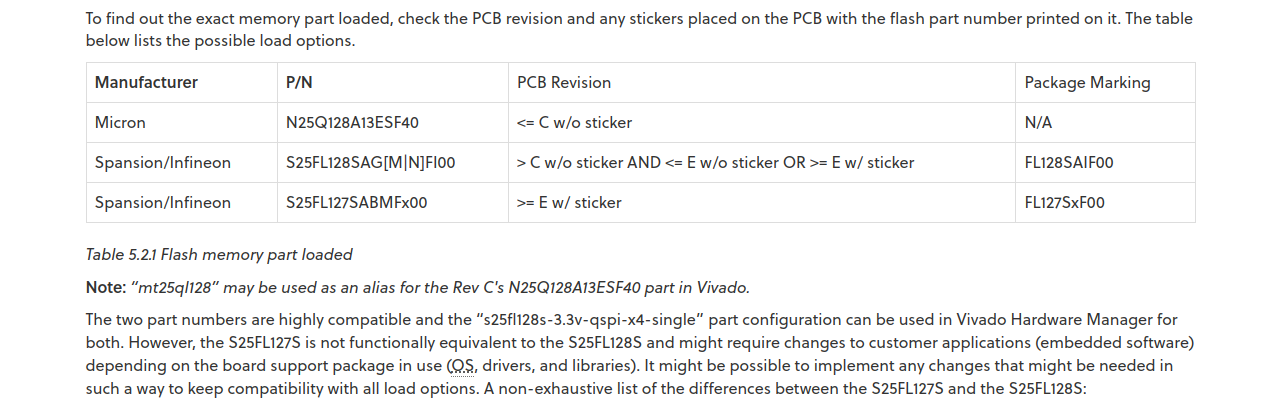 To find out the exact memory part loaded, check the PCB revision and any stickers placed on the PCB with the flash part number printed on it. The table
below lists the possible load options.
Manufacturer P/N PCB Revision Package Marking
Micron N25Q128A13ESF40 <= C w/o sticker N/A
Spansion/Infineon S25FL128SAG[M|N]FI00 > C w/o sticker AND <= E w/o sticker OR >= E w/ sticker FL128SAIF00
Spansion/Infineon S25FL127SABMFx00 >= E w/ sticker FL127SxF00
Table 5.2.1 Flash memory part loaded
Note: “mt25ql128” may be used as an alias for the Rev C's N25Q128A13ESF40 part in Vivado.
The two part numbers are highly compatible and the “s25fl128s-3.3v-qspi-x4-single” part configuration can be used in Vivado Hardware Manager for
both. However, the S25FL127S is not functionally equivalent to the S25FL128S and might require changes to customer applications (embedded software)
depending on the board support package in use (OS, drivers, and libraries). It might be possible to implement any changes that might be needed in
such a way to keep compatibility with all load options. A non-exhaustive list of the differences between the S25FL127S and the S25FL128S: